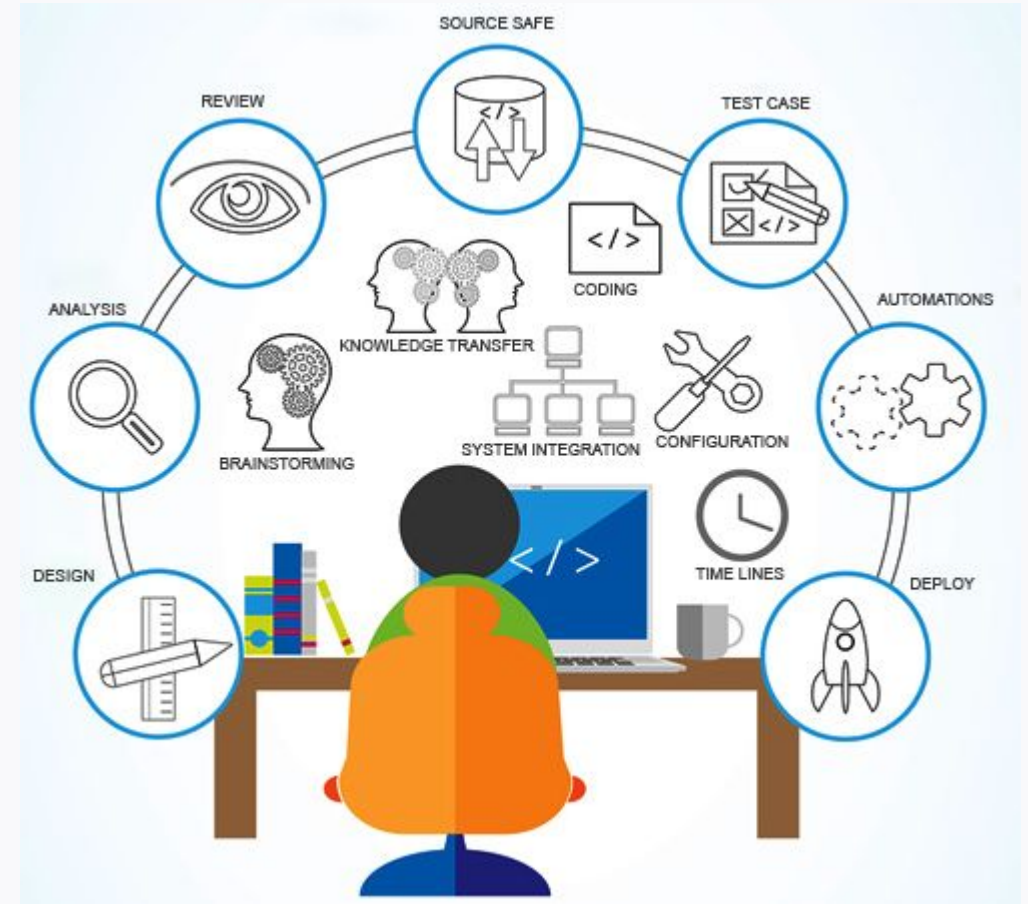 SOURCE SAFE
REVIEW
TEST CASE
</>
</>
</>
CODING
ANALYSIS
AUTOMATIONS
KNOWLEDGE TRANSFER
BRAINSTORMING
SYSTEM INTEGRATION
CONFIGURATION
</>
TIME LINES
DESIGN
DEPLOY